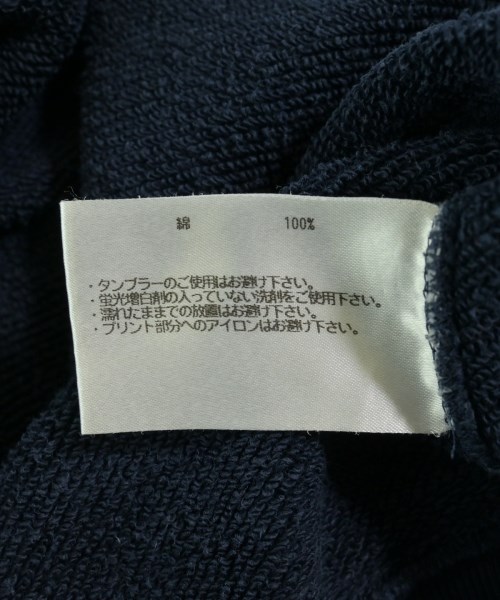 綿 100%
・タンブラーのご使用はお避け下さい。
・蛍光増白剤の入っていない洗剤をご使用下さい。
・濡れたままでの放置はお避け下さい。
・プリント部分へのアイロンはお避け下さい。